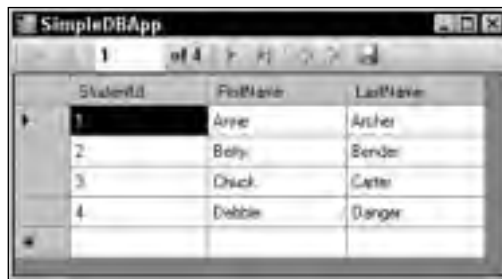 SimpleDBApp
1 of 4
StudentId FirstName LastName
1 Anne Archer
2 Betty Bender
3 Chuck Carter
4 Debbie Danger